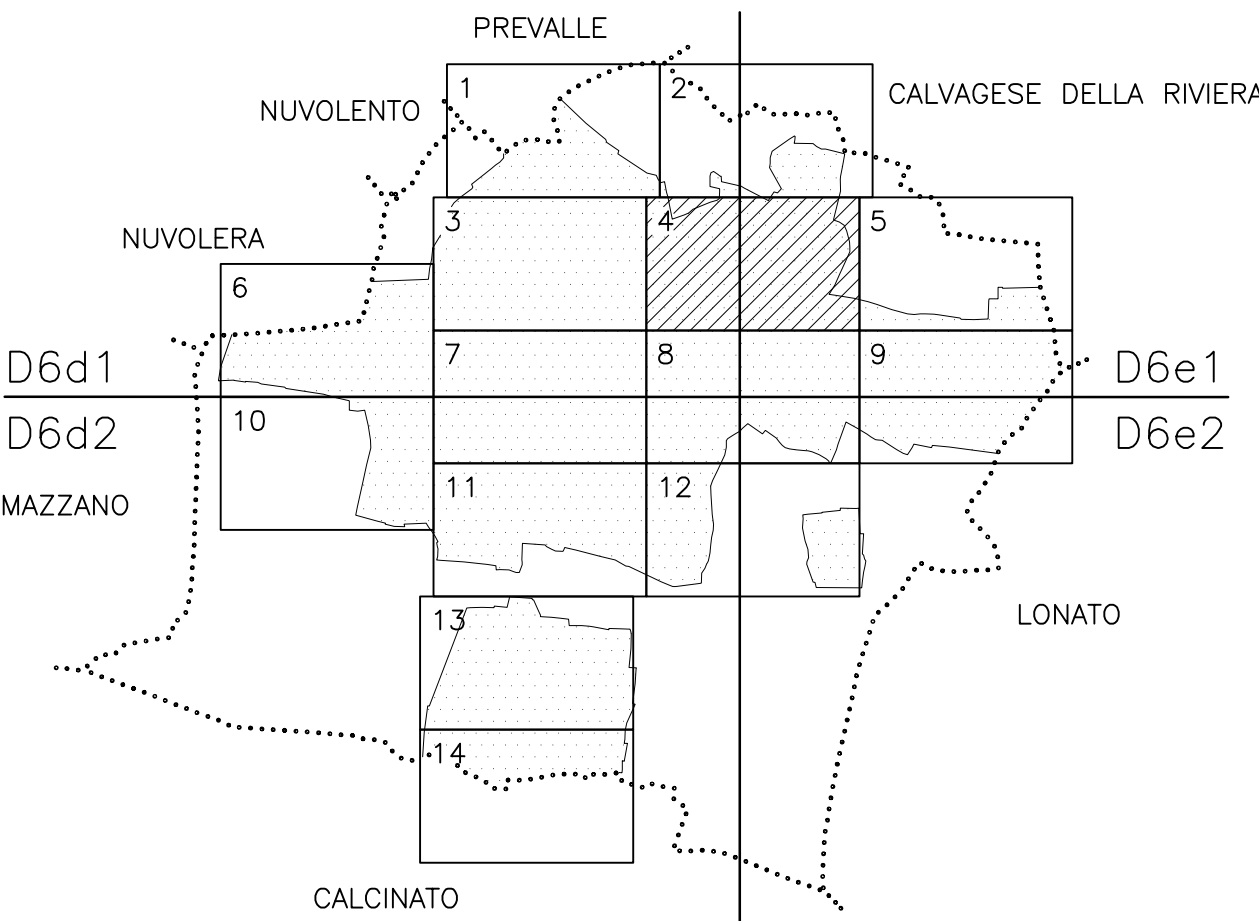 PREVALLE
1
2
CALVAGESE DELLA RIVIERA
NUVOLENTO
3
4
5
NUVOLERA
6
7
8
9
D6d1
D6e1
10
D6d2
D6e2
11
12
MAZZANO
13
LONATO
14
CALCINATO